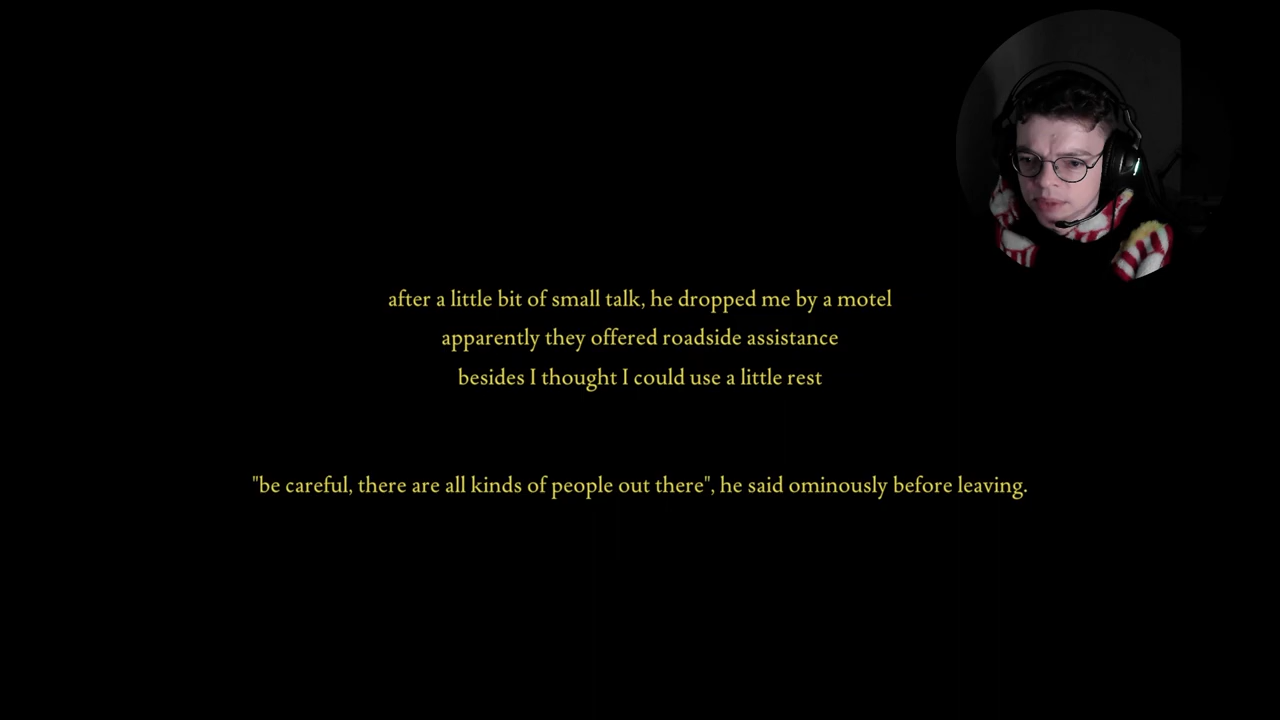 after a little bit of small talk, he dropped me by a motel
apparently they offered roadside assistance
besides I thought I could use a little rest
"be careful, there are all kinds of people out there", he said ominously before leaving.